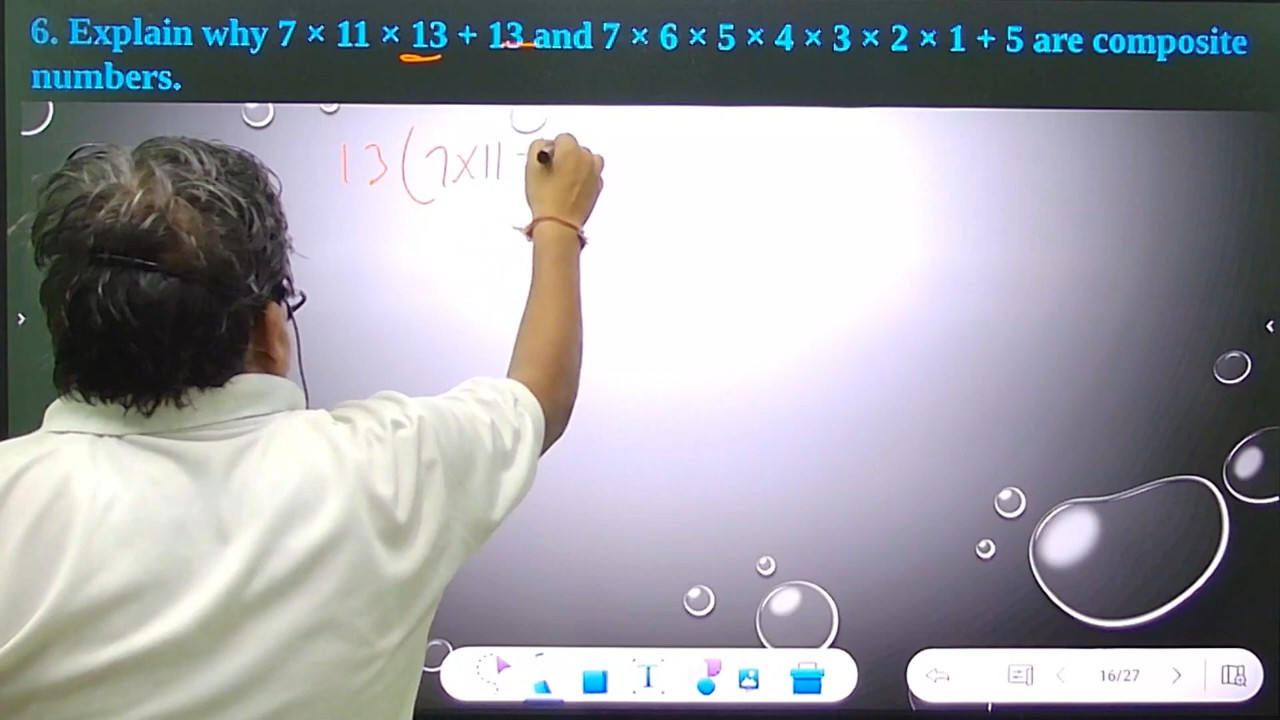 6. Explain why 7 × 11 × 13 + 13 and 7 × 6 × 5 × 4 × 3 × 2 × 1 + 5 are composite
numbers.
13 ( 7 × 11
T
16/27